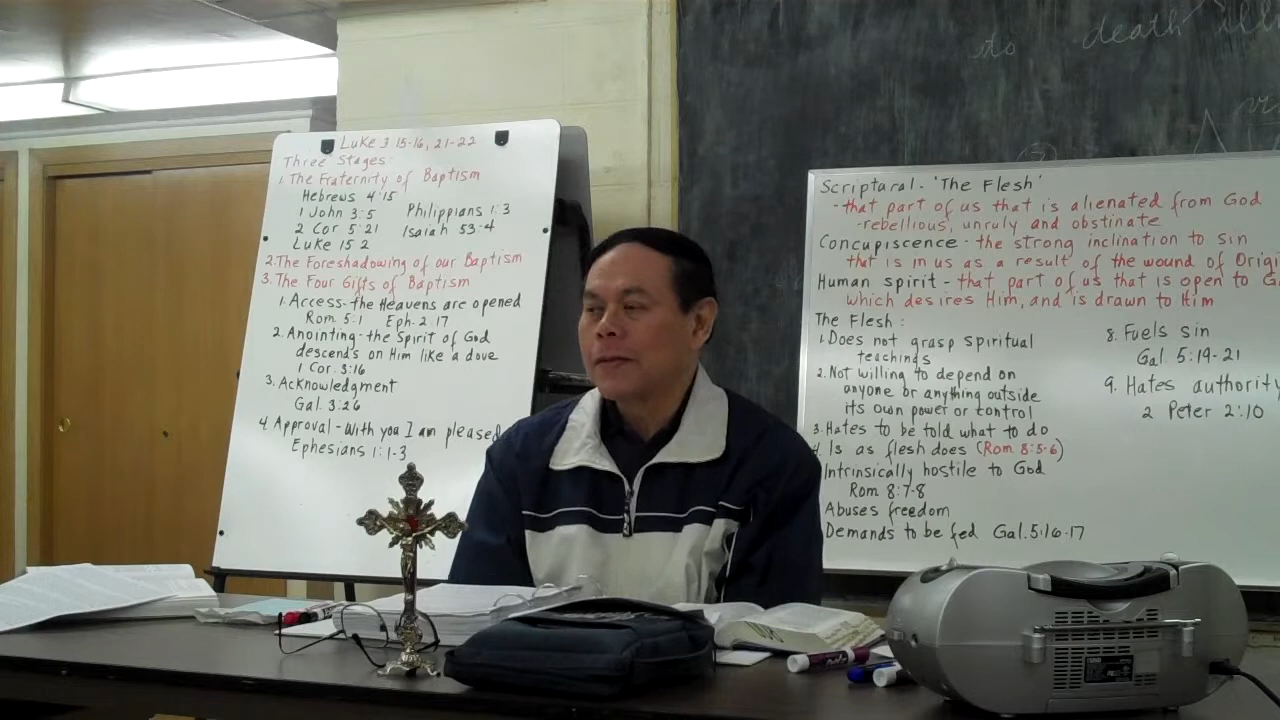 Luke 3 15-16, 21-22
Three Stages:
1. The Fraternity of Baptism
Hebrews 4:15
1 John 3:5 Philippians 1:3
2 Cor 5:21 Isaiah 53:4
Luke 15 2
2. The Foreshadowing of our Baptism
3. The Four Gifts of Baptism
1. Access - the Heavens are opened
Rom 5:1 Eph. 2 17
2. Anointing - the Spirit of God
descends on Him like a dove
1 Cor. 3:16
3. Acknowledgment
Gal. 3:26
4. Approval - With you I am pleased
Ephesians 1:1-3
to death
Scriptaral - 'The Flesh'
- that part of us that is alienated from God
- rebellious, unruly and obstinate
Concupiscence - the strong inclination to sin
that is in us as a result of the wound of Origi
Human spirit - that part of us that is open to G
which desires Him, and is drawn to Him
The Flesh:
1. Does not grasp spiritual
teachings
2. Not willing to depend on
anyone or anything outside
its own power or control
3. Hates to be told what to do
4. Is as flesh does (Rom 8:5-6)
Intrinsically hostile to God
Rom 8:7-8
Abuses freedom
Demands to be fed Gal. 5:16-17
8. Fuels sin
Gal. 5:19-21
9. Hates authority
2 Peter 2:10